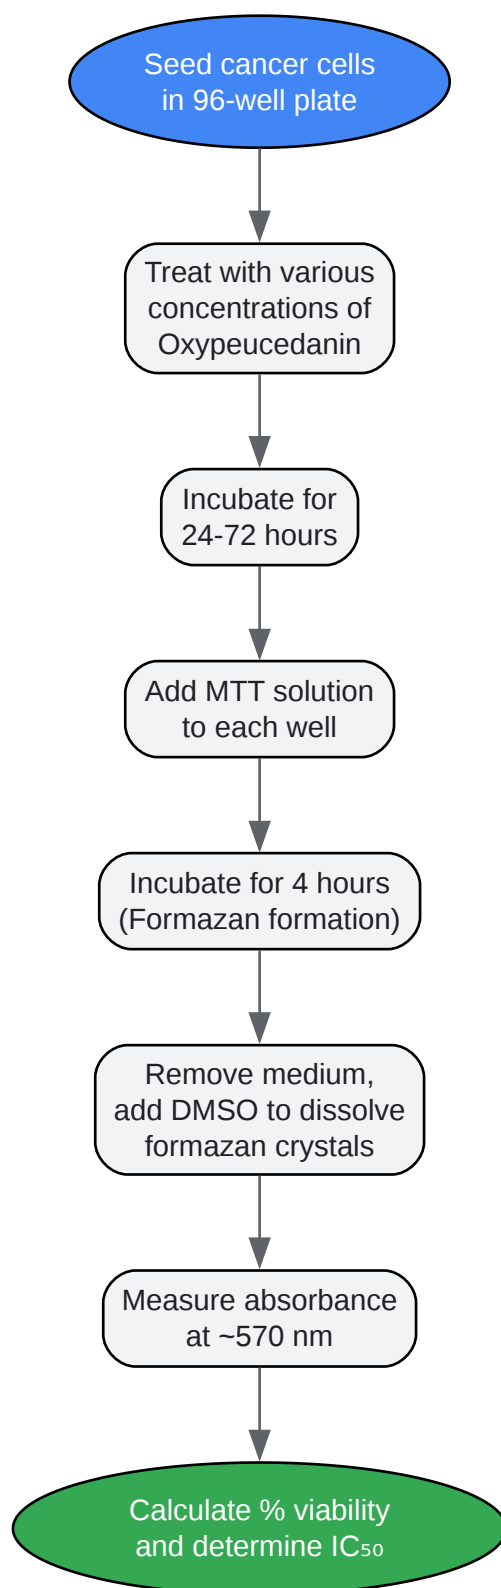 Seed cancer cells
in 96-well plate
Treat with various
concentrations of
Oxypeucedanin
Incubate for
24-72 hours
Add MTT solution
to each well
Incubate for 4 hours
(Formazan formation)
Remove medium,
add DMSO to dissolve
formazan crystals
Measure absorbance
at ~570 nm
Calculate % viability
and determine IC₅₀